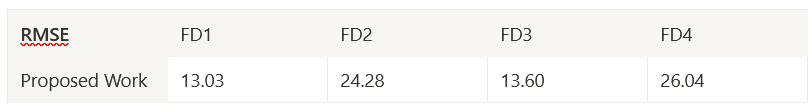 RMSE FD1 FD2 FD3 FD4
Proposed Work 13.03 24.28 13.60 26.04